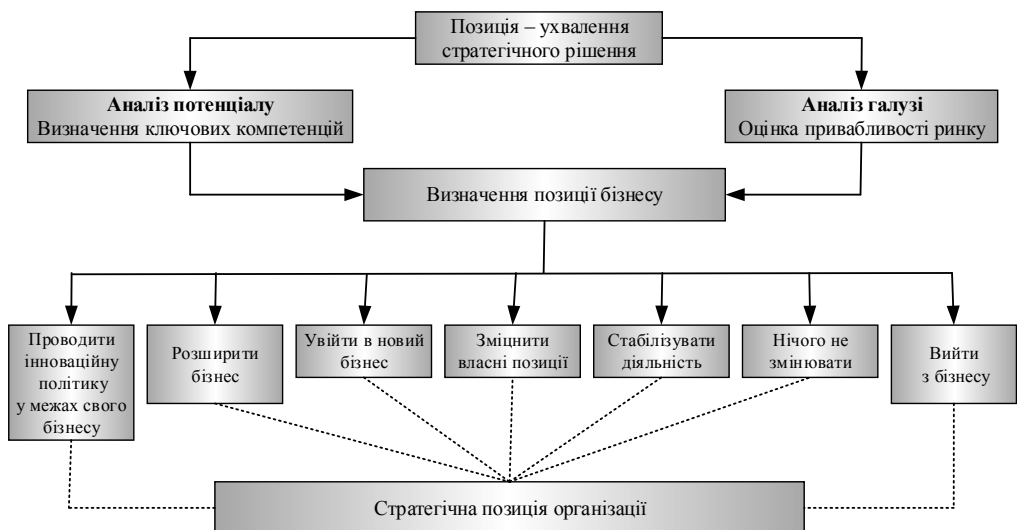 Позиція – ухвалення
стратегічного рішення
Аналіз потенціалу
Визначення ключових компетенцій
Аналіз галузі
Оцінка привабливості ринку
Визначення позиції бізнесу
Проводити
інноваційну
політику
у межах свого
бізнесу
Розширити
бізнес
Увійти в новий
бізнес
Зміцнити
власні позиції
Стабілізувати
діяльність
Нічого не
змінювати
Вийти
з бізнесу
Стратегічна позиція організації